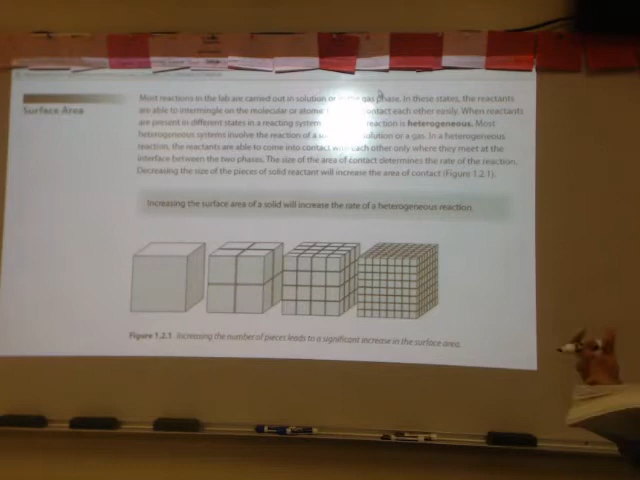 Surface Area
Most reactions in the lab are carried out in solution or in the gas phase. In these states, the reactants
are able to intermingle on the molecular or atomic contact each other easily. When reactants
are present in different states in a reacting system reaction is heterogeneous. Most
heterogeneous systems involve the reaction of a solution or a gas. In a heterogeneous
reaction, the reactants are able to come into contact with each other only where they meet at the
interface between the two phases. The size of the area of contact determines the rate of the reaction.
Decreasing the size of the pieces of solid reactant will increase the area of contact (Figure 1.2.1).
Increasing the surface area of a solid will increase the rate of a heterogeneous reaction.
Figure 1.2.1 Increasing the number of pieces leads to a significant increase in the surface area.